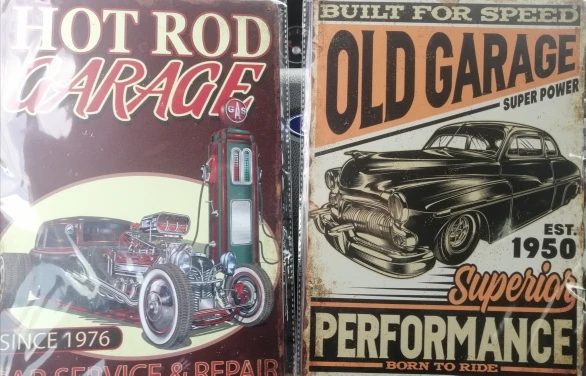 HOT ROD
GARAGE
GAS
SINCE 1976
SERVICE & REPAIR
BUILT FOR SPEED
OLD GARAGE
SUPER POWER
EST.
1950
Superior
PERFORMANCE
BORN TO RIDE